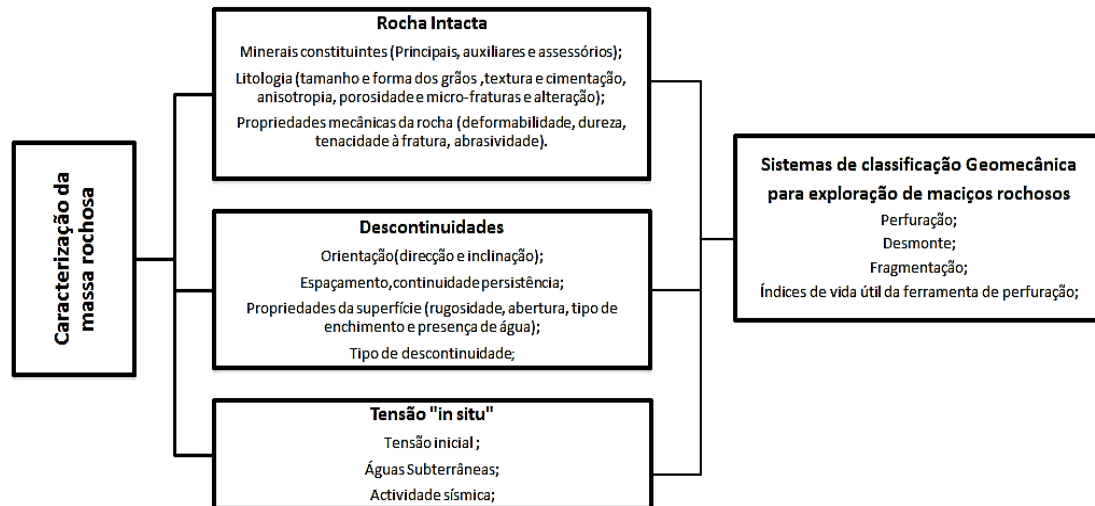 Caracterização da
massa rochosa
Rocha Intacta
Minerais constituintes (Principais, auxiliares e assessórios);
Litologia (tamanho e forma dos grãos ,textura e cimentação,
anisotropia, porosidade e micro-fraturas e alteração);
Propriedades mecânicas da rocha (deformabilidade, dureza,
tenacidade à fratura, abrasividade).
Descontinuidades
Orientação(direcção e inclinação);
Espaçamento,continuidade persistência;
Propriedades da superfície (rugosidade, abertura, tipo de
enchimento e presença de água);
Tipo de descontinuidade;
Tensão "in situ"
Tensão inicial ;
Águas Subterrâneas;
Actividade sísmica;
Sistemas de classificação Geomecânica
para exploração de maciços rochosos
Perfuração;
Desmonte;
Fragmentação;
Índices de vida útil da ferramenta de perfuração;